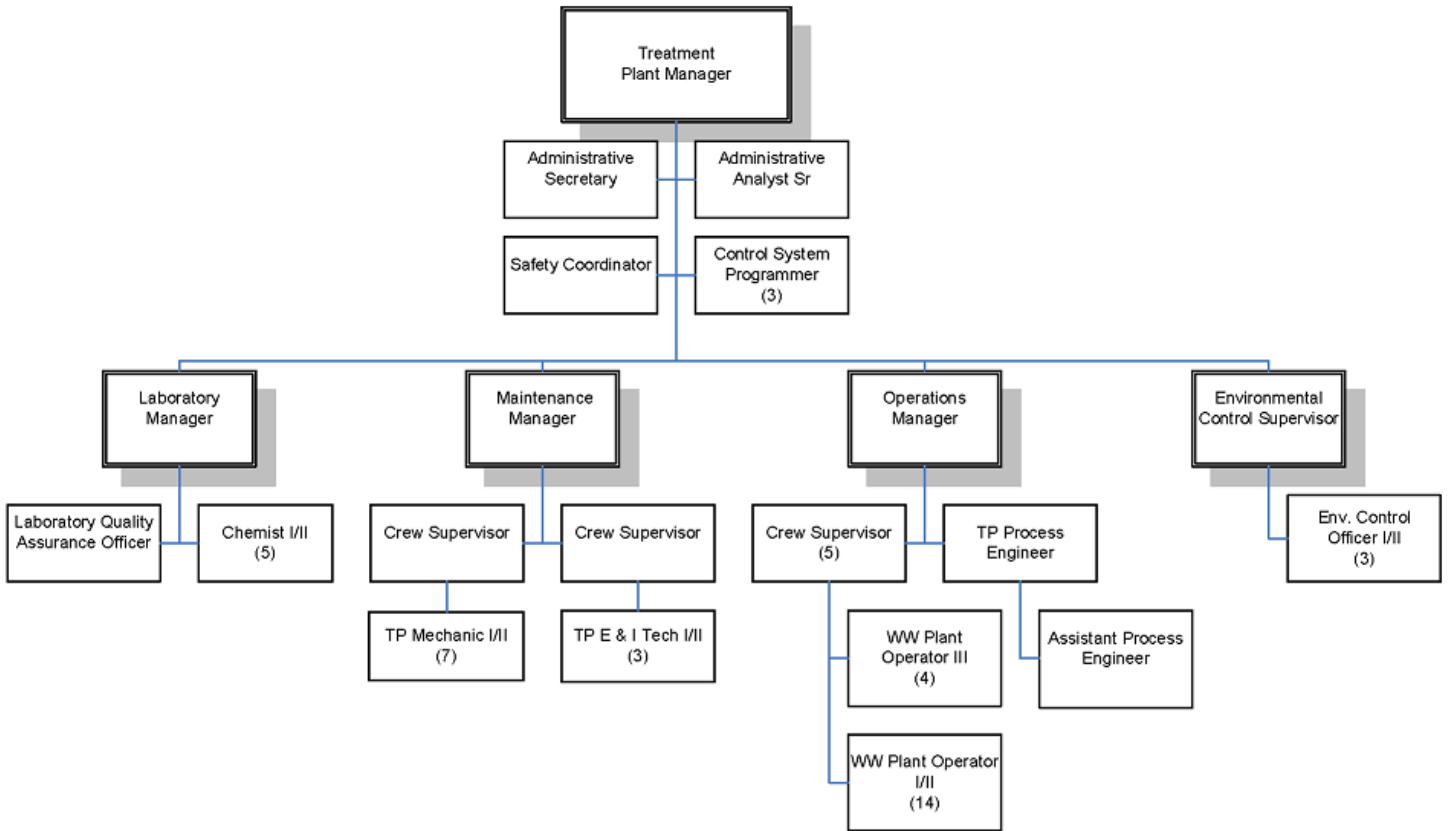 Treatment
Plant Manager
Administrative
Secretary
Administrative
Analyst Sr
Safety Coordinator
Control System
Programmer
(3)
Laboratory
Manager
Maintenance
Manager
Operations
Manager
Environmental
Control Supervisor
Laboratory Quality
Assurance Officer
Chemist I/II
(5)
Crew Supervisor
Crew Supervisor
Crew Supervisor
(5)
TP Process
Engineer
Env. Control
Officer I/II
(3)
TP Mechanic I/II
(7)
TP E & I Tech I/II
(3)
WW Plant
Operator III
(4)
Assistant Process
Engineer
WW Plant Operator
I/II
(14)